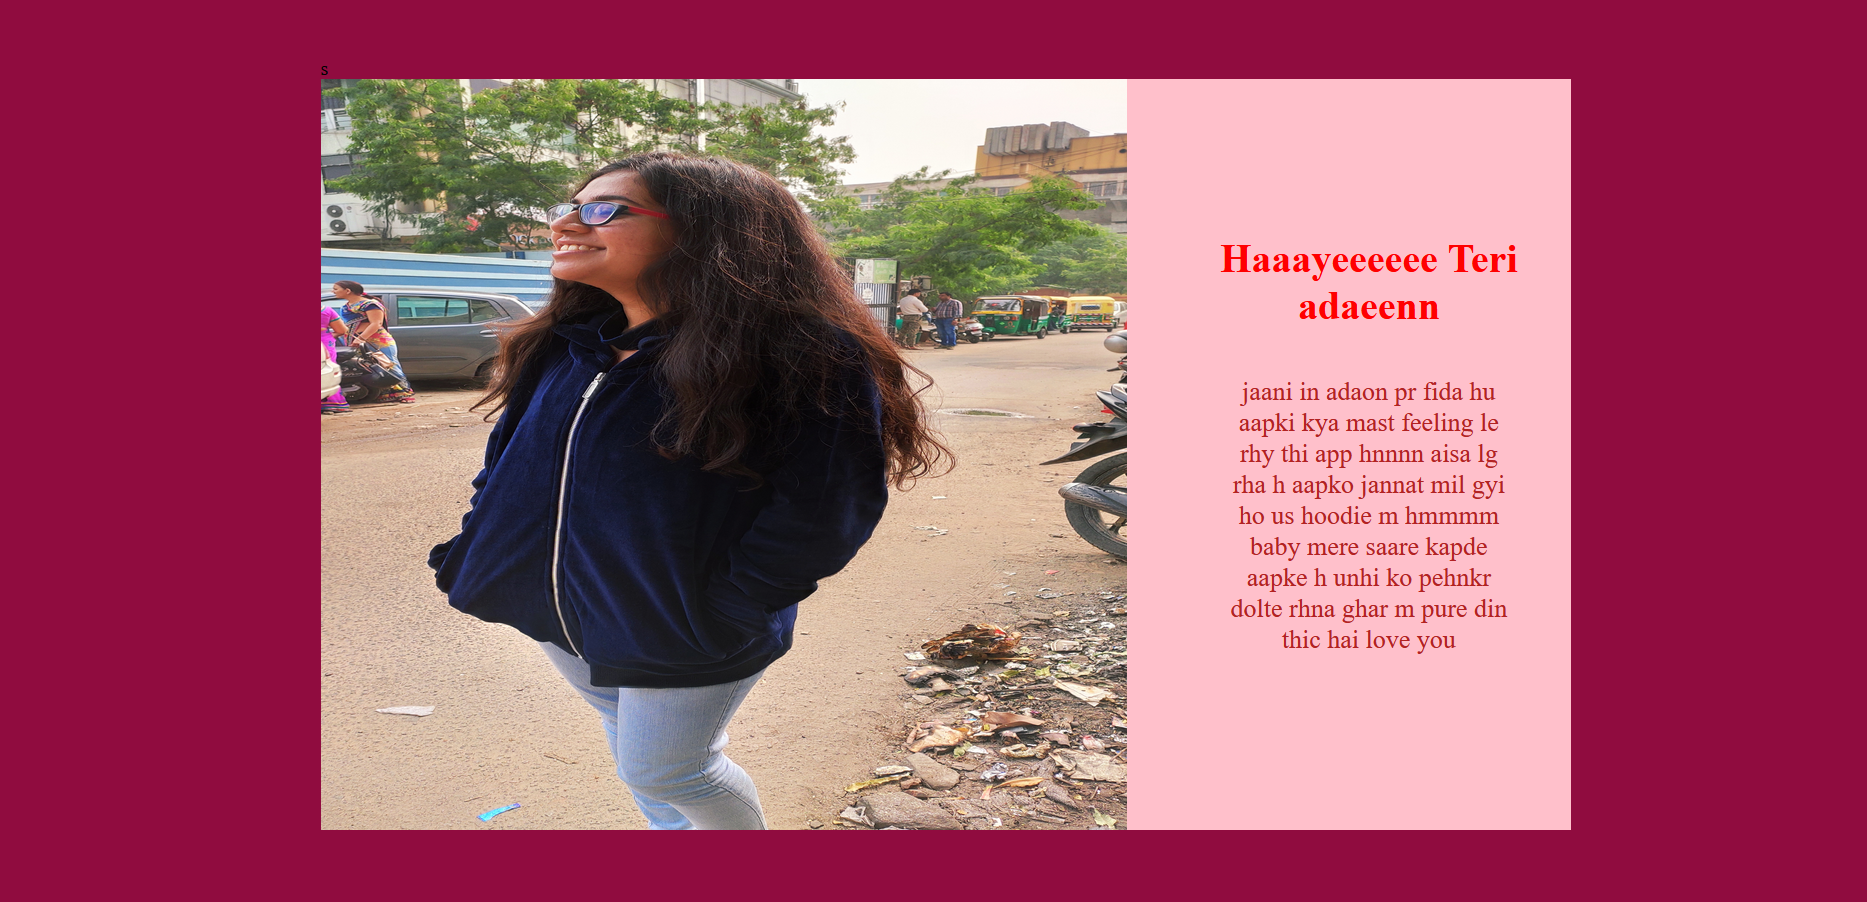 s
Haaayeeeeee Teri
adaeenn
jaani in adaon pr fida hu
aapki kya mast feeling le
rhy thi app hnnnn aisa lg
rha h aapko jannat mil gyi
ho us hoodie m hmmmm
baby mere saare kapde
aapke h unhi ko pehnkr
dolte rhna ghar m pure din
thic hai love you